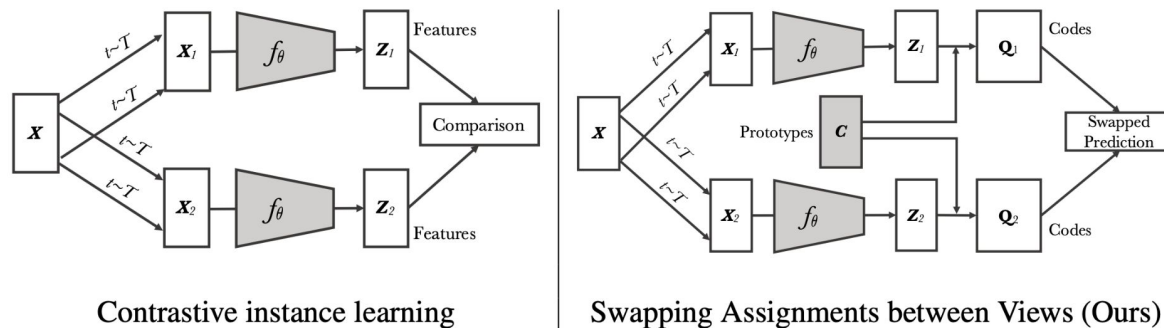 t~T
X1
fθ
Z1
Features
t~T
X
Comparison
t~T
t~T
X2
fθ
Z2
Features
Contrastive instance learning
t~T
X1
fθ
Z1
Q1
Codes
t~T
X
Prototypes
C
Swapped
Prediction
t~T
t~T
X2
fθ
Z2
Q2
Codes
Swapping Assignments between Views (Ours)